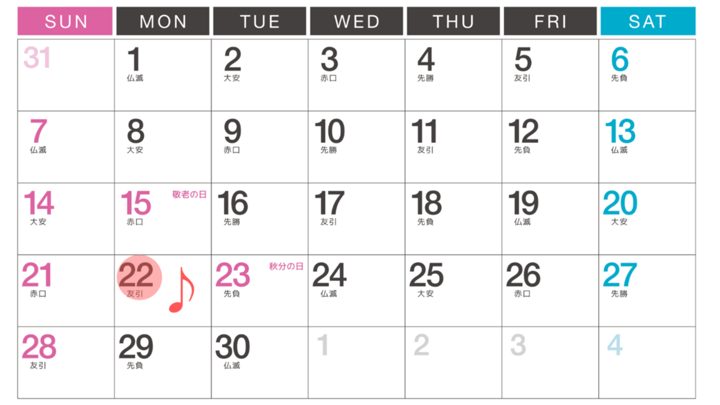 SUN MON TUE WED THU FRI SAT
31 1 2 3 4 5 6
仏滅 大安 赤口 先勝 友引 先負
7 8 9 10 11 12 13
仏滅 大安 赤口 先勝 友引 先負 仏滅
14 15 敬老の日 16 17 18 19 20
大安 赤口 先勝 友引 先負 仏滅 大安
21 22 23 秋分の日 24 25 26 27
赤口 友引 先負 仏滅 大安 赤口 先勝
28 29 30 1 2 3 4
友引 先負 仏滅